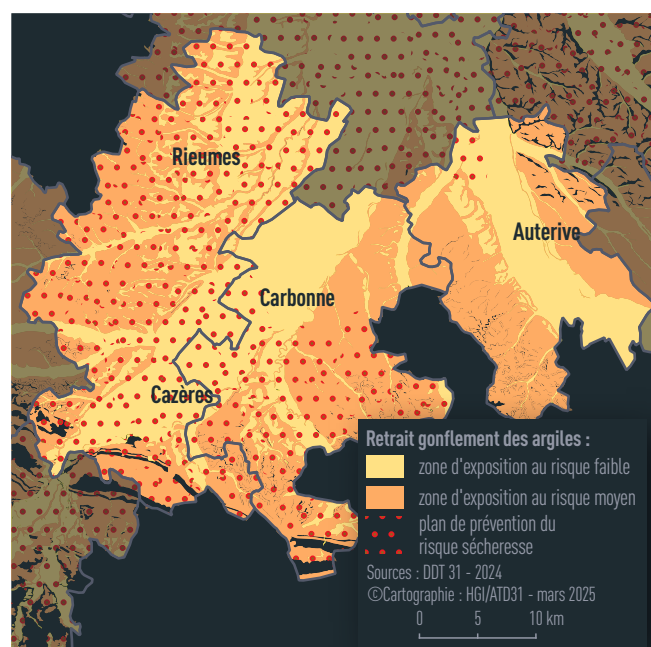 Rieumes
Auterive
Carbonne
Cazères
Retrait gonflement des argiles :
zone d'exposition au risque faible
zone d'exposition au risque moyen
plan de prévention du
risque sécheresse
Sources : DDT 31 - 2024
©Cartographie : HGI/ATD31 - mars 2025
0 5 10 km